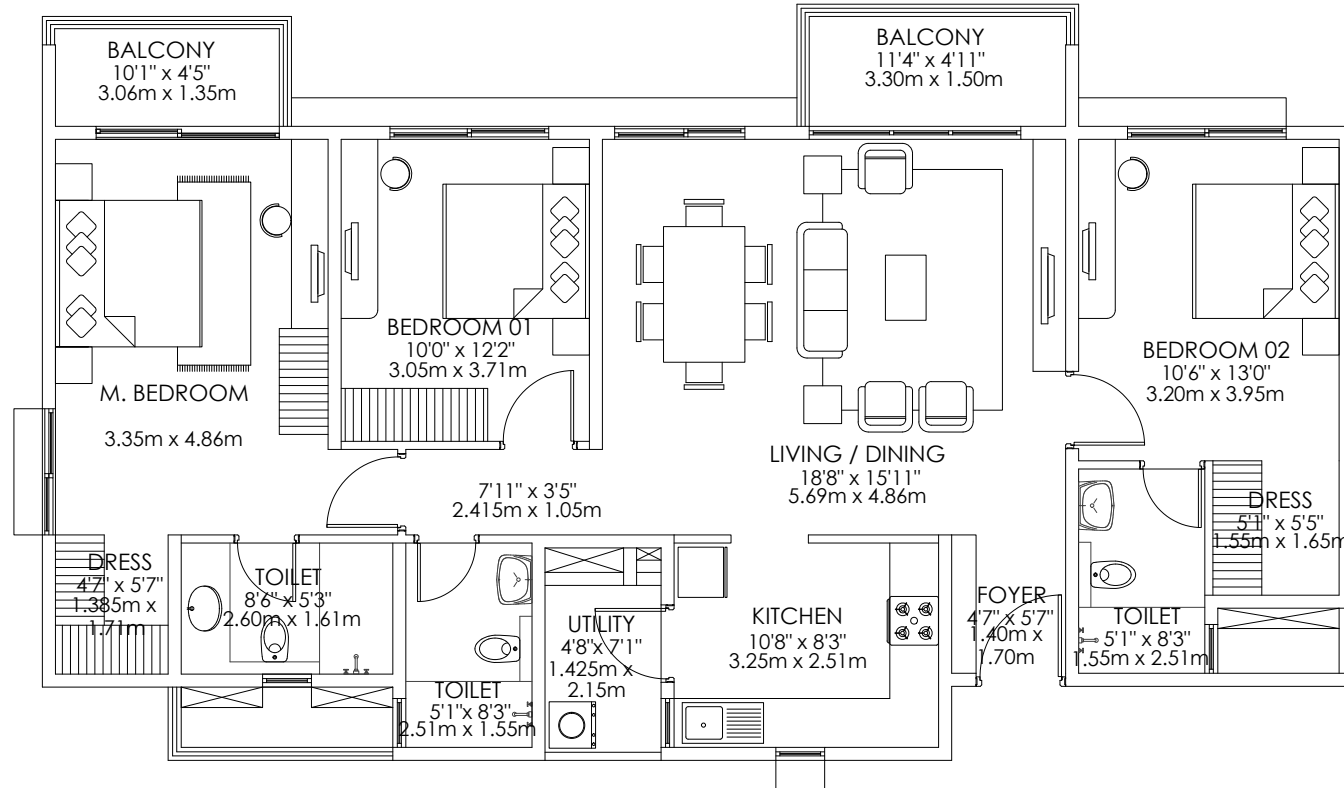 BALCONY
10'1" x 4'5"
3.06m x 1.35m
BALCONY
11'4" x 4'11"
3.30m x 1.50m
M. BEDROOM
3.35m x 4.86m
BEDROOM 01
10'0" x 12'2"
3.05m x 3.71m
LIVING / DINING
18'8" x 15'11"
5.69m x 4.86m
BEDROOM 02
10'6" x 13'0"
3.20m x 3.95m
7'11" x 3'5"
2.415m x 1.05m
DRESS
4'7" x 5'7"
1.385m x
1.71m
TOILET
8'6" x 5'3"
2.60m x 1.61m
TOILET
5'1"x 8'3"
2.51m x 1.55m
UTILITY
4'8"x 7'1"
1.425m x
2.15m
KITCHEN
10'8" x 8'3"
3.25m x 2.51m
FOYER
4'7" x 5'7"
1.40m x
1.70m
TOILET
5'1" x 8'3"
1.55m x 2.51m
DRESS
5'1" x 5'5"
1.55m x 1.65m